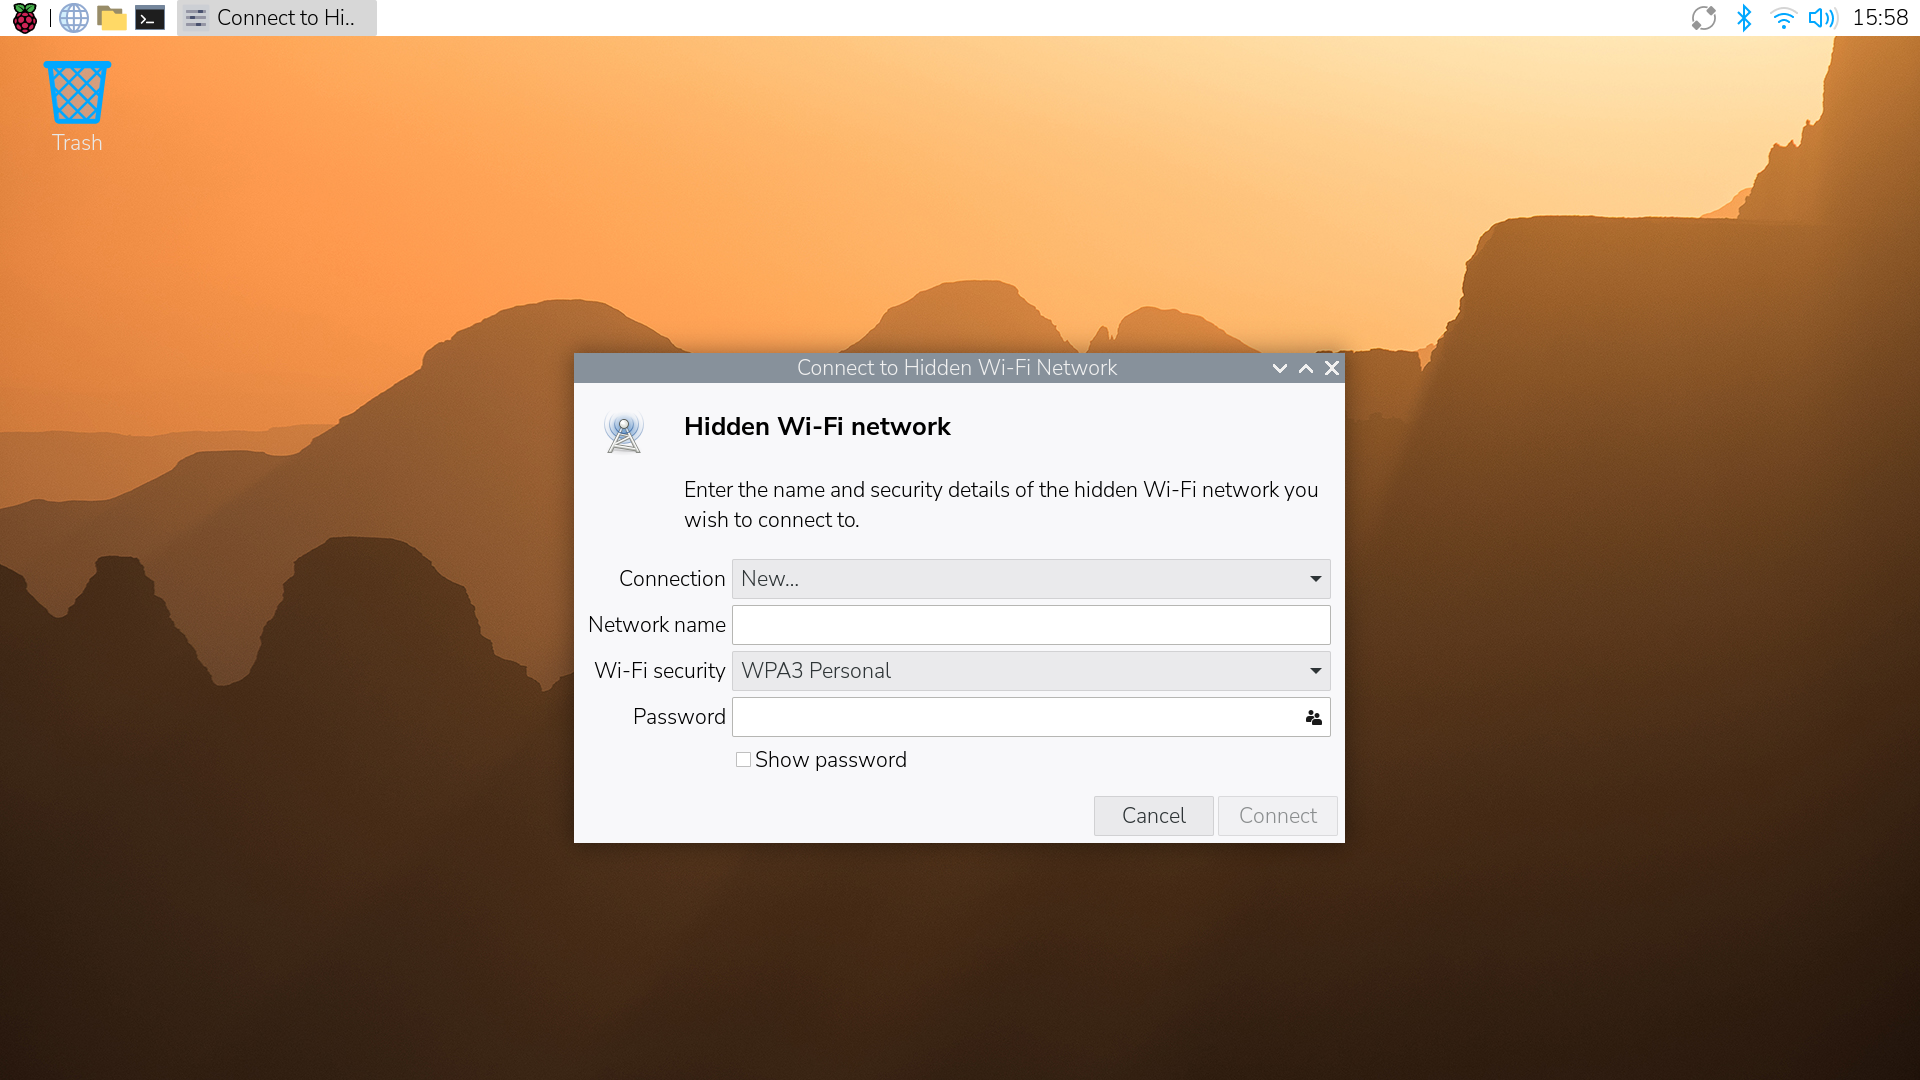 Connect to Hi..
15:58
Trash
Connect to Hidden Wi-Fi Network
Hidden Wi-Fi network
Enter the name and security details of the hidden Wi-Fi network you
wish to connect to.
Connection New...
Network name
Wi-Fi security WPA3 Personal
Password
Show password
Cancel Connect